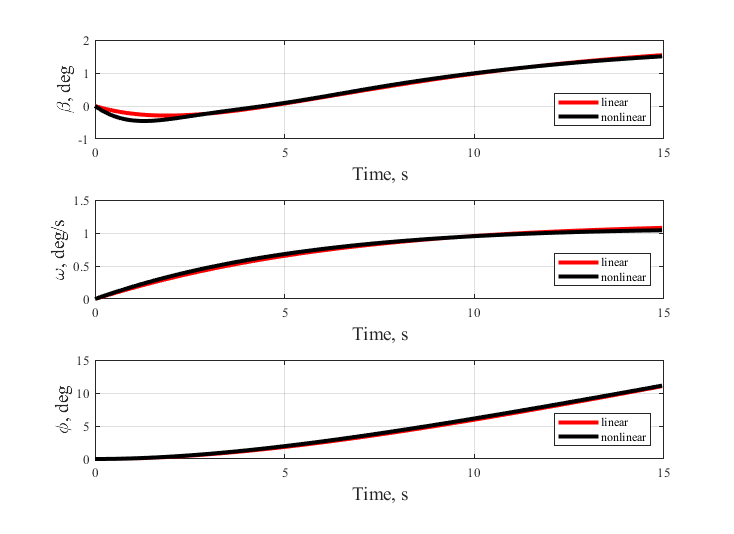 2
1
0
-1
β, deg
linear
nonlinear
0
5
10
15
Time, s
1.5
1
0.5
0
ω, deg/s
linear
nonlinear
0
5
10
15
Time, s
15
10
5
0
ϕ, deg
linear
nonlinear
0
5
10
15
Time, s